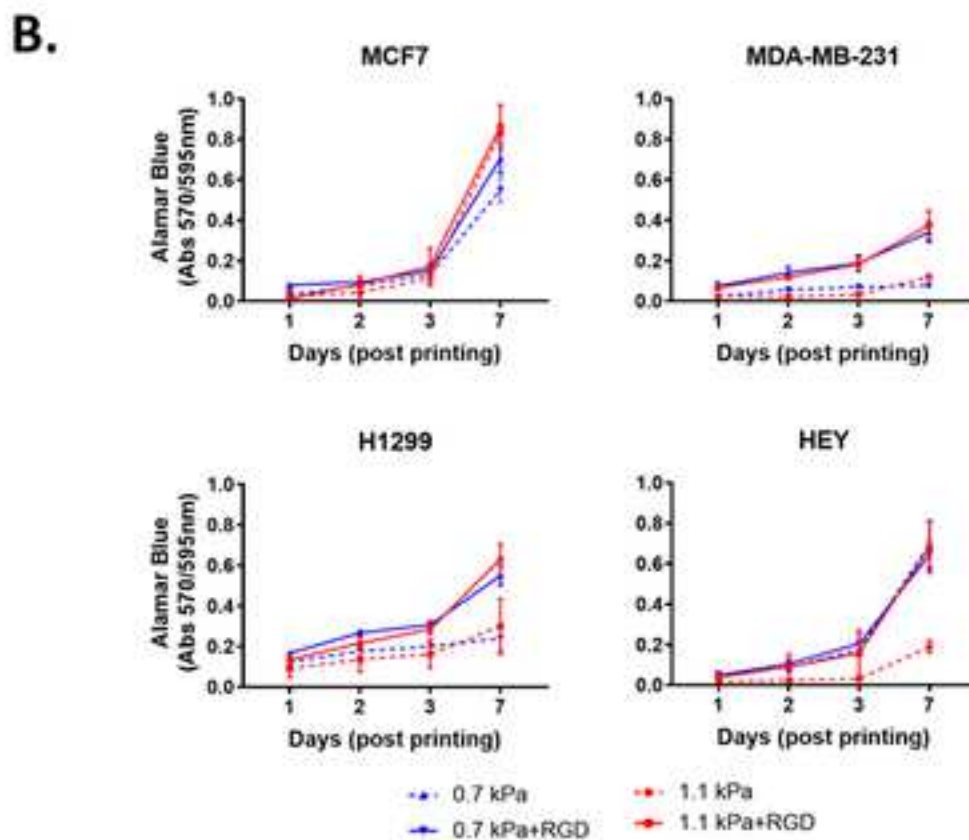 B.
MCF7
Alamar Blue
(Abs 570/595nm)
1.0
0.8
0.6
0.4
0.2
0.0
1 2 3 7
Days (post printing)
MDA-MB-231
1.0
0.8
0.6
0.4
0.2
0.0
1 2 3 7
Days (post printing)
H1299
Alamar Blue
(Abs 570/595nm)
1.0
0.8
0.6
0.4
0.2
0.0
1 2 3 7
Days (post printing)
HEY
1.0
0.8
0.6
0.4
0.2
0.0
1 2 3 7
Days (post printing)
0.7 kPa
1.1 kPa
0.7 kPa+RGD
1.1 kPa+RGD